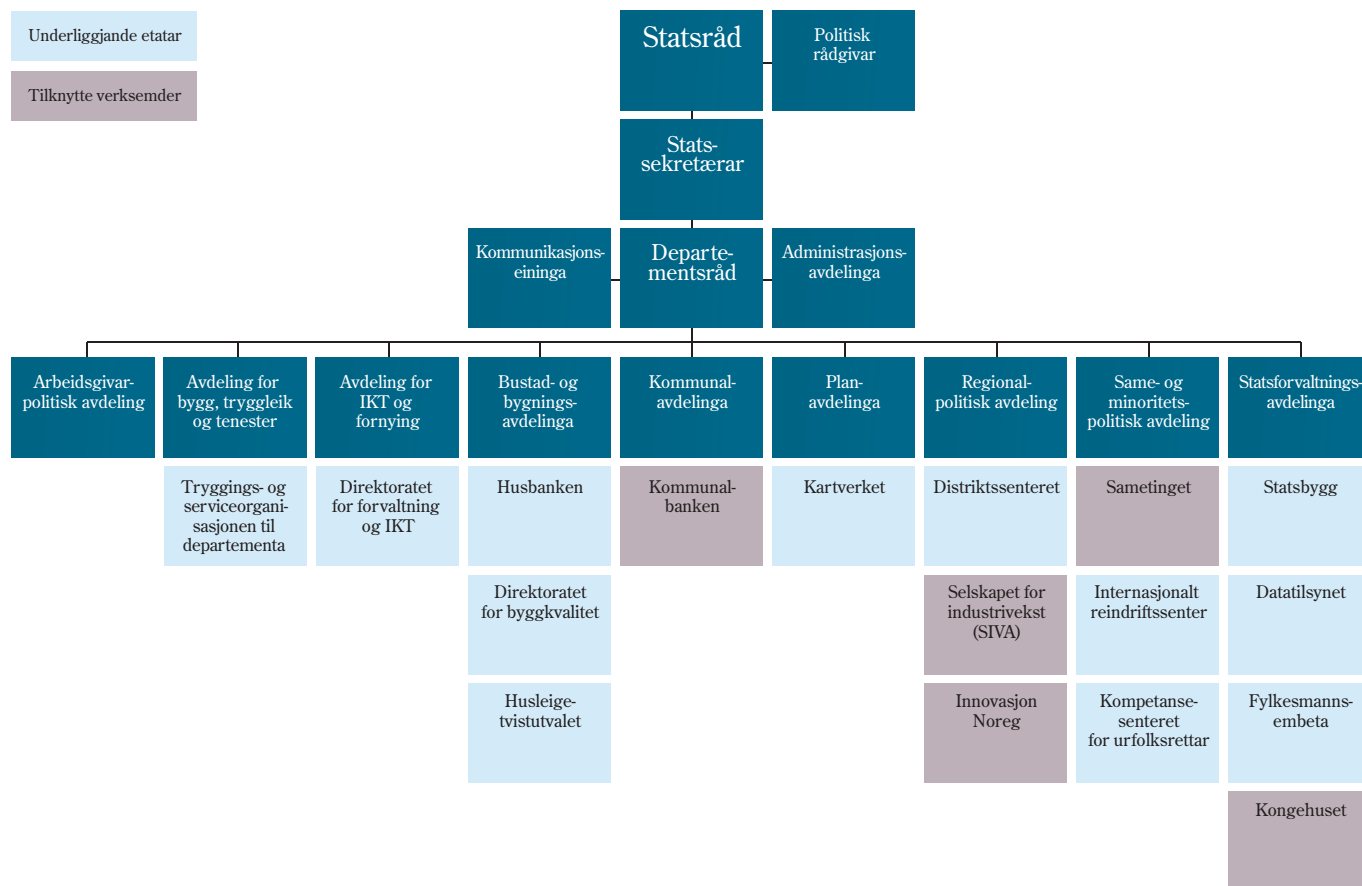 Underliggjande etatar
Tilknytte verksemder
Statsråd
Politisk
rådgivar
Stats-
sekretærar
Kommunikasjons-
eininga
Departe-
mentsråd
Administrasjons-
avdelinga
Arbeidsgivar-
politisk avdeling
Avdeling for
bygg, tryggleik
og tenester
Avdeling for
IKT og
fornying
Bustad- og
bygnings-
avdelinga
Kommunal-
avdelinga
Plan-
avdelinga
Regional-
politisk avdeling
Same- og
minoritets-
politisk avdeling
Statsforvaltnings-
avdelinga
Tryggings- og
serviceorgani-
sasjonen til
departementa
Direktoratet
for forvaltning
og IKT
Husbanken
Kommunal-
banken
Kartverket
Distriktssenteret
Sametinget
Statsbygg
Direktoratet
for byggkvalitet
Selskapet for
industrivekst
(SIVA)
Internasjonalt
reindriftssenter
Datatilsynet
Husleige-
tvistutvalet
Innovasjon
Noreg
Kompetanse-
senteret
for urfolksrettar
Fylkesmanns-
embeta
Kongehuset